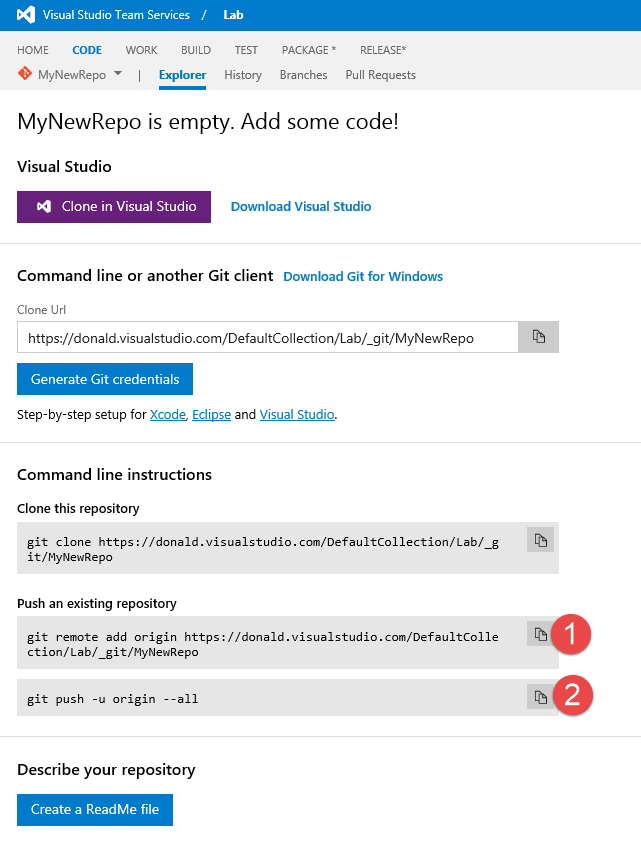 Visual Studio Team Services / Lab
HOME CODE WORK BUILD TEST PACKAGE * RELEASE*
MyNewRepo | Explorer History Branches Pull Requests
MyNewRepo is empty. Add some code!
Visual Studio
Clone in Visual Studio Download Visual Studio
Command line or another Git client Download Git for Windows
Clone Url
https://donald.visualstudio.com/DefaultCollection/Lab/_git/MyNewRepo
Generate Git credentials
Step-by-step setup for Xcode, Eclipse and Visual Studio.
Command line instructions
Clone this repository
git clone https://donald.visualstudio.com/DefaultCollection/Lab/_g
it/MyNewRepo
Push an existing repository
git remote add origin https://donald.visualstudio.com/DefaultColle
ction/Lab/_git/MyNewRepo
1
git push -u origin --all
2
Describe your repository
Create a ReadMe file